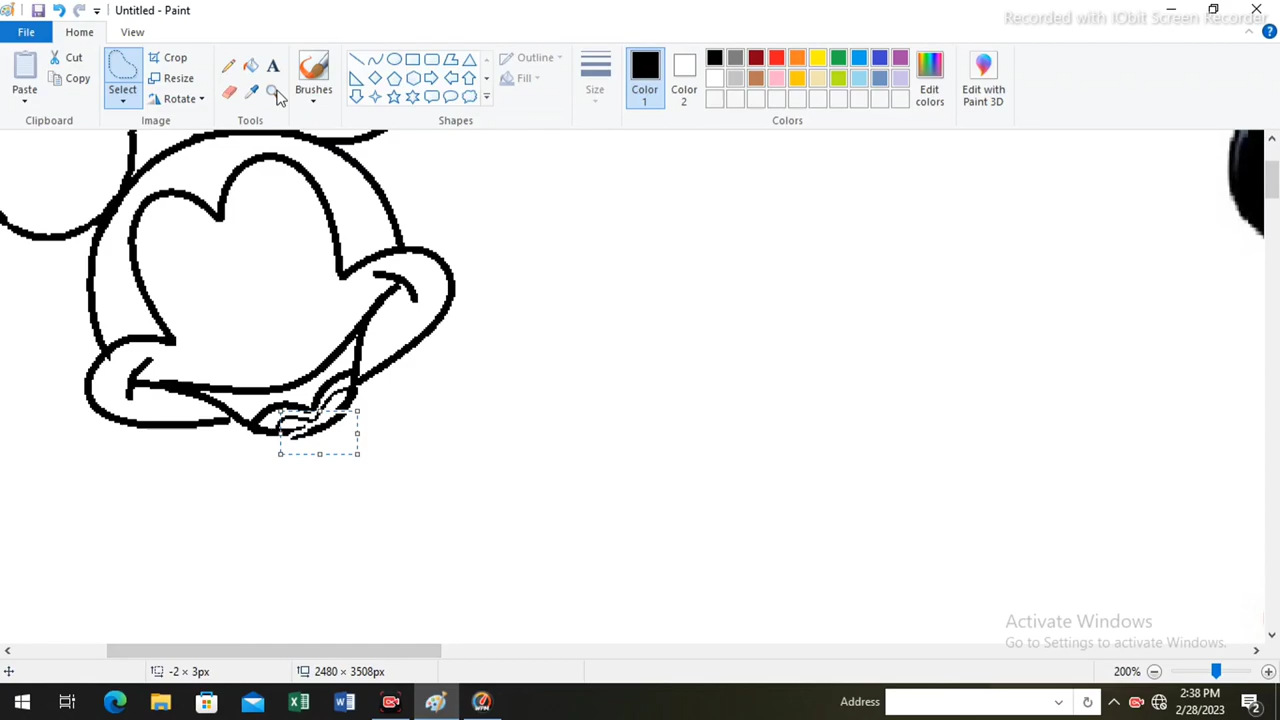 Untitled - Paint
Recorded with IObit Screen Recorder
File
Home
View
Paste
Cut
Copy
Clipboard
Select
Crop
Resize
Rotate
Image
A
Tools
Brushes
Outline
Fill
Shapes
Size
Color 1
Color 2
Colors
Edit colors
Edit with Paint 3D
Activate Windows
Go to Settings to activate Windows.
-2 × 3px
2480 × 3508px
200%
Address
2:38 PM
2/28/2023
2